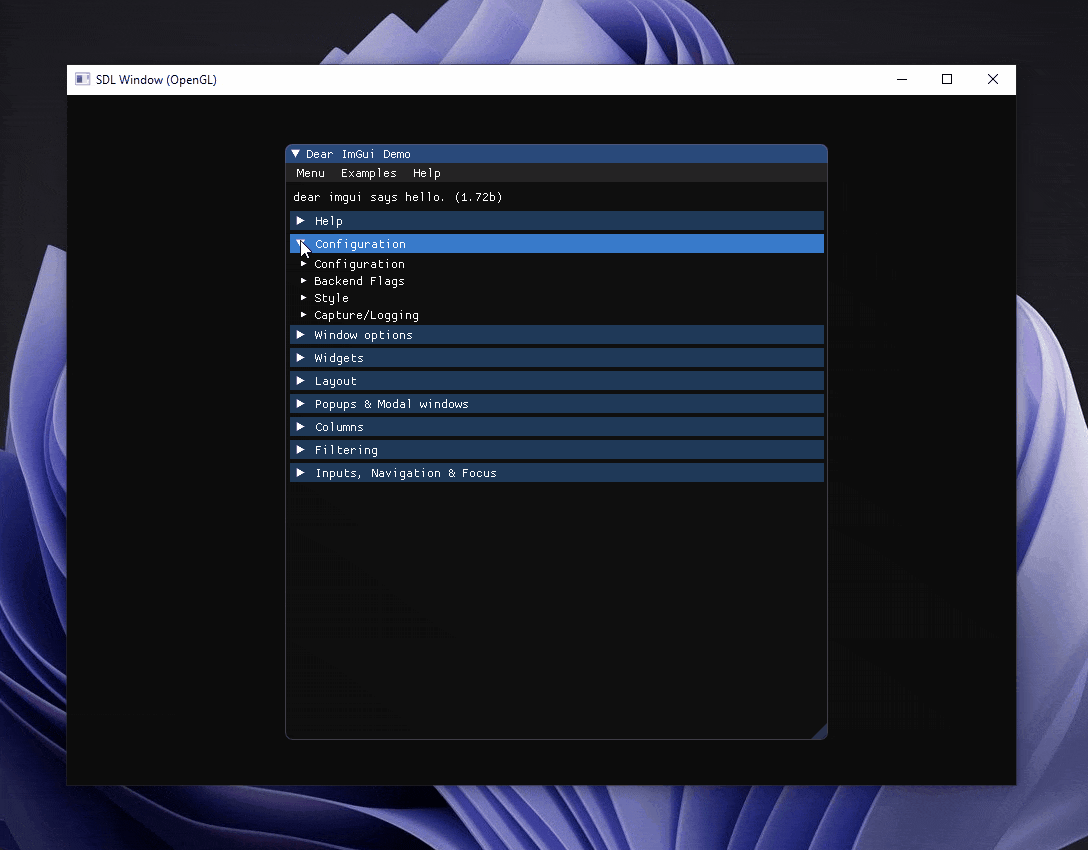 SDL Window (OpenGL)
Dear ImGui Demo
Menu Examples Help
dear imgui says hello. (1.72b)
Help
Configuration
Configuration
Backend Flags
Style
Capture/Logging
Window options
Widgets
Layout
Popups & Modal windows
Columns
Filtering
Inputs, Navigation & Focus